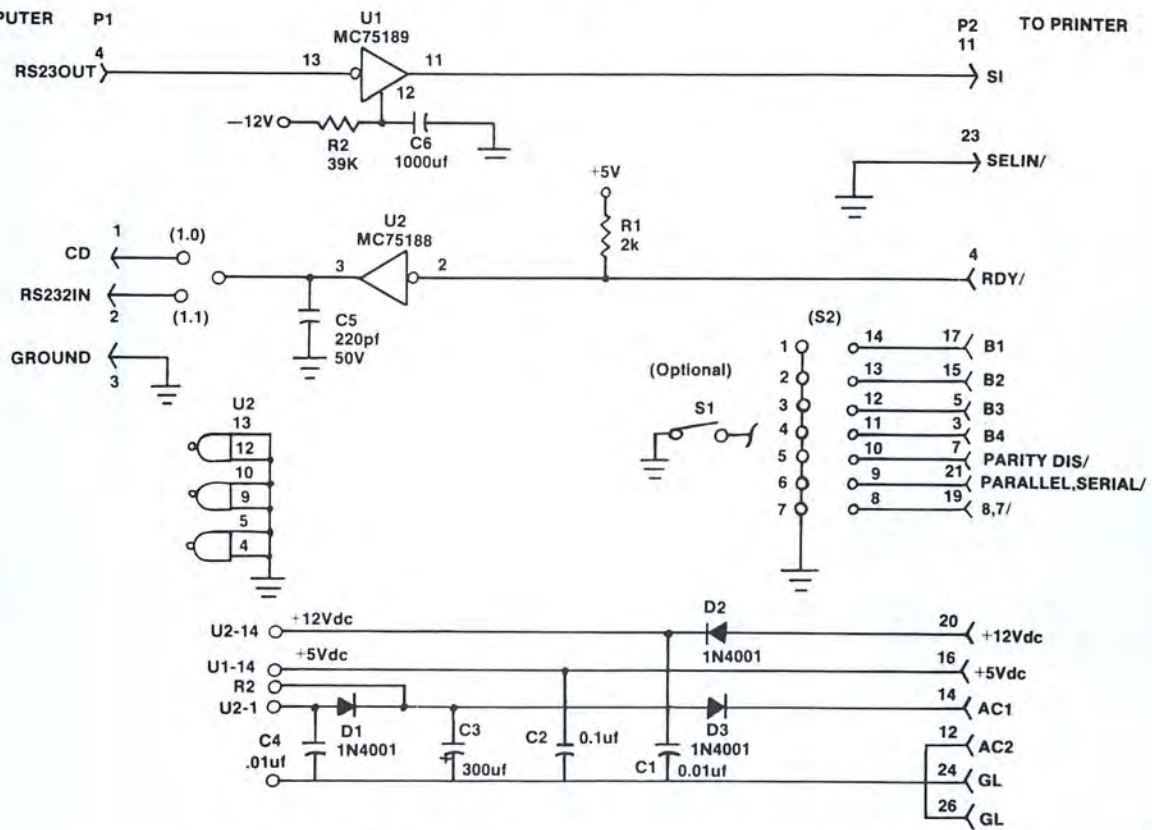 PUTER P1
U1
MC75189
P2 TO PRINTER
4
RS23OUT
13
11
12
11
SI
—12V
R2
39K
C6
1000uf
23
SELIN/
+5V
R1
2k
U2
MC75188
1
CD
(1.0)
3
2
4
RDY/
RS232IN
2
(1.1)
C5
220pf
50V
GROUND
3
(S2)
1 14 17 B1
2 13 15 B2
3 12 5 B3
4 11 3 B4
5 10 7 PARITY DIS/
6 9 21 PARALLEL,SERIAL/
7 8 19 8,7/
(Optional)
S1
U2
13
12
10
9
5
4
U2-14
+12Vdc
D2
1N4001
20
+12Vdc
U1-14
+5Vdc
16
+5Vdc
R2
U2-1
D1
1N4001
D3
1N4001
14
AC1
C4
.01uf
C3
300uf
+
C2
0.1uf
C1
0.01uf
12
AC2
24
GL
26
GL